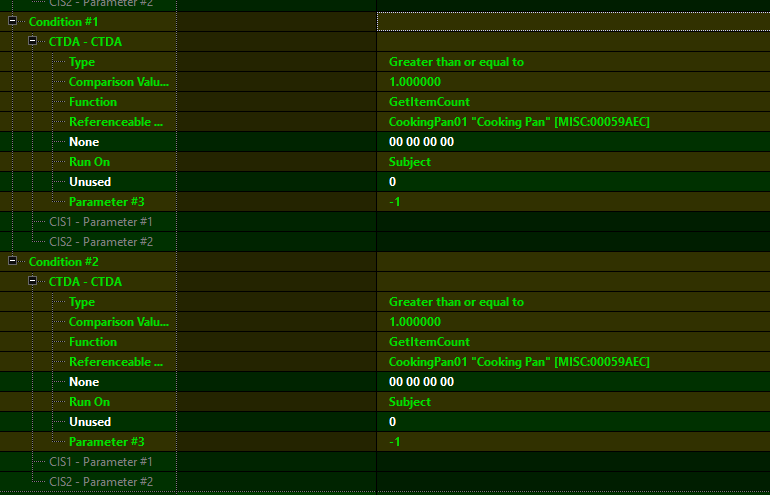 CIS2 - Parameter #2
Condition #1
CTDA - CTDA
Type Greater than or equal to
Comparison Valu... 1.000000
Function GetItemCount
Referenceable ... CookingPan01 "Cooking Pan" [MISC:00059AEC]
None 00 00 00 00
Run On Subject
Unused 0
Parameter #3 -1
CIS1 - Parameter #1
CIS2 - Parameter #2
Condition #2
CTDA - CTDA
Type Greater than or equal to
Comparison Valu... 1.000000
Function GetItemCount
Referenceable ... CookingPan01 "Cooking Pan" [MISC:00059AEC]
None 00 00 00 00
Run On Subject
Unused 0
Parameter #3 -1
CIS1 - Parameter #1
CIS2 - Parameter #2